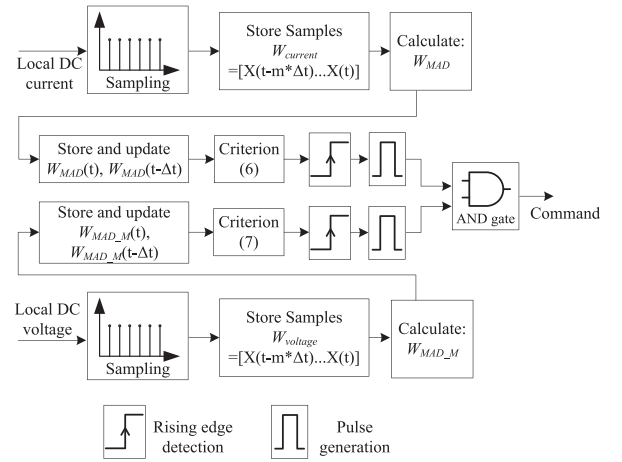 Local DC
current
Sampling
Store Samples
W_current
=[X(t-m*Δt)...X(t)]
Calculate:
W_MAD
Store and update
W_MAD(t), W_MAD(t-Δt)
Criterion
(6)
Store and update
W_MAD_M(t),
W_MAD_M(t-Δt)
Criterion
(7)
AND gate
Command
Local DC
voltage
Sampling
Store Samples
W_voltage
=[X(t-m*Δt)...X(t)]
Calculate:
W_MAD_M
Rising edge
detection
Pulse
generation